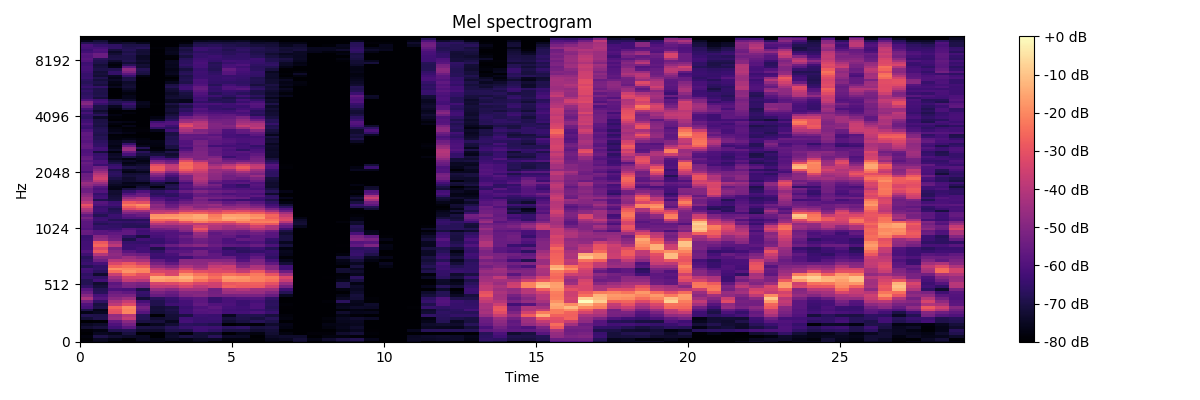 Mel spectrogram
8192
4096
2048
1024
512
0
Hz
0 5 10 15 20 25
Time
+0 dB
-10 dB
-20 dB
-30 dB
-40 dB
-50 dB
-60 dB
-70 dB
-80 dB